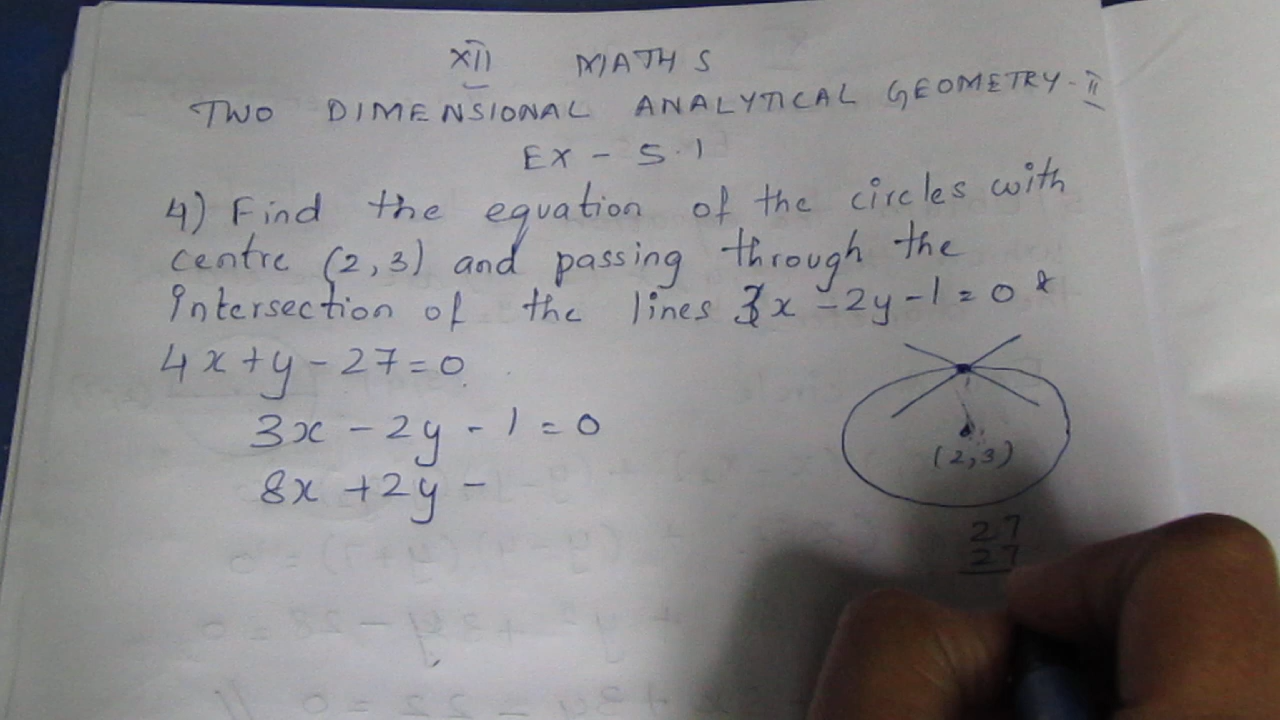 XII MATHS
TWO DIMENSIONAL ANALYTICAL GEOMETRY-II
EX - 5.1
4) Find the equation of the circles with
centre (2,3) and passing through the
intersection of the lines 3x - 2y - 1 = 0 &
4x + y - 27 = 0.
3x - 2y - 1 = 0
8x + 2y -
(2,3)
27
27